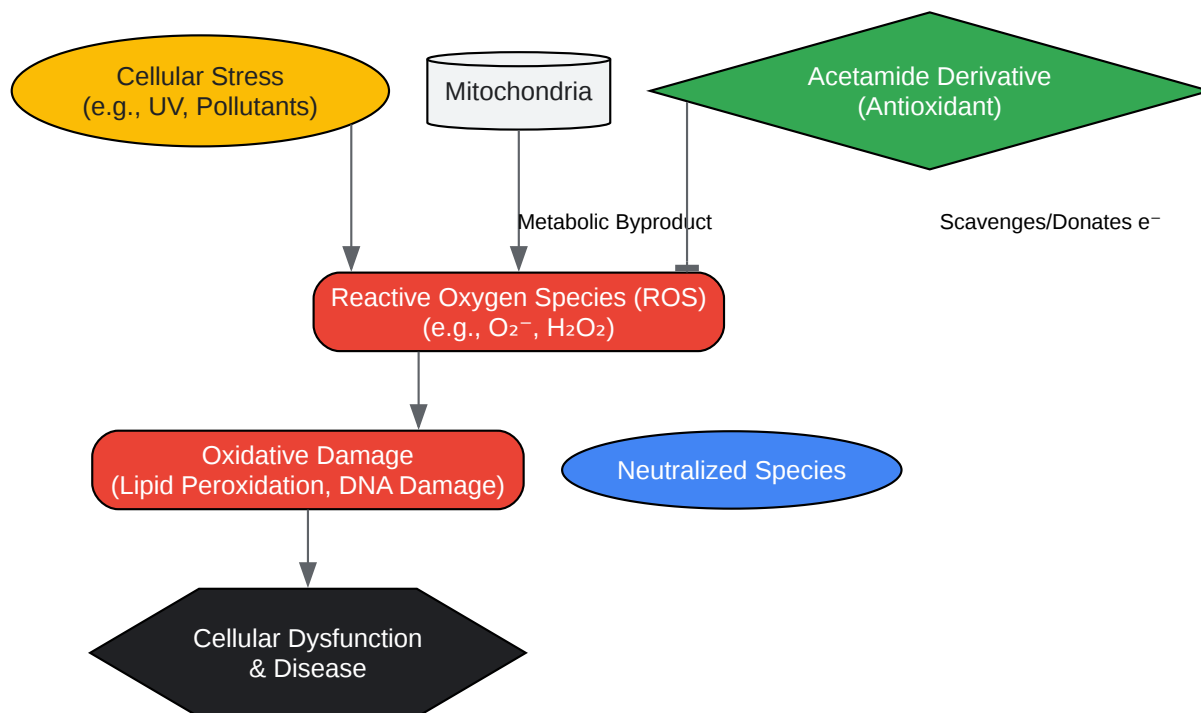 Cellular Stress
(e.g., UV, Pollutants)
Mitochondria
Acetamide Derivative
(Antioxidant)
Metabolic Byproduct
Scavenges/Donates e⁻
Reactive Oxygen Species (ROS)
(e.g., O₂⁻, H₂O₂)
Oxidative Damage
(Lipid Peroxidation, DNA Damage)
Neutralized Species
Cellular Dysfunction
& Disease